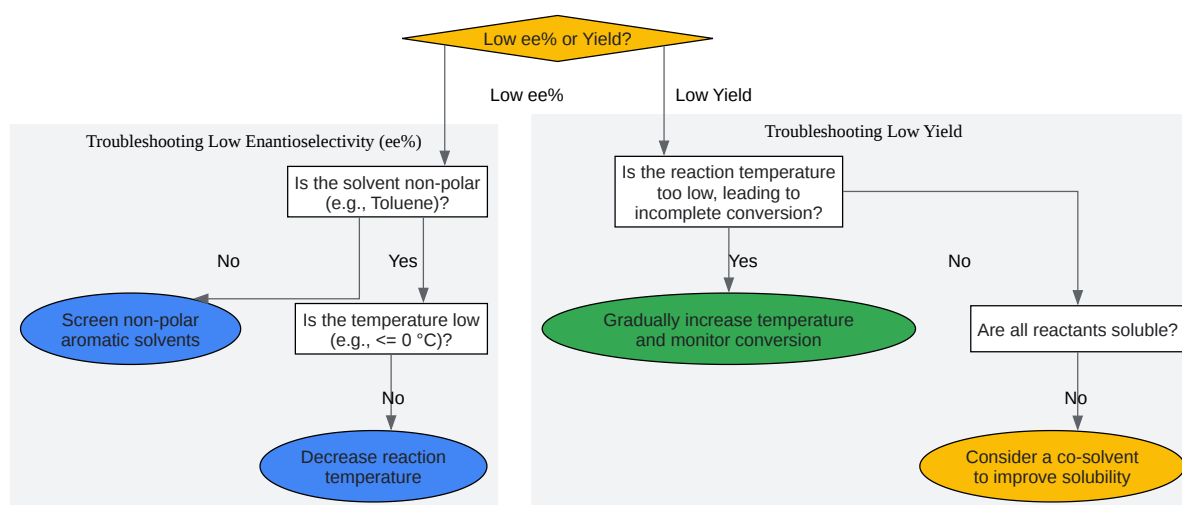 Low ee% or Yield?
Low ee%
Low Yield
Troubleshooting Low Enantioselectivity (ee%)
Is the solvent non-polar
(e.g., Toluene)?
No
Yes
Screen non-polar
aromatic solvents
Is the temperature low
(e.g., <= 0 °C)?
No
Decrease reaction
temperature
Troubleshooting Low Yield
Is the reaction temperature
too low, leading to
incomplete conversion?
Yes
No
Gradually increase temperature
and monitor conversion
Are all reactants soluble?
No
Consider a co-solvent
to improve solubility